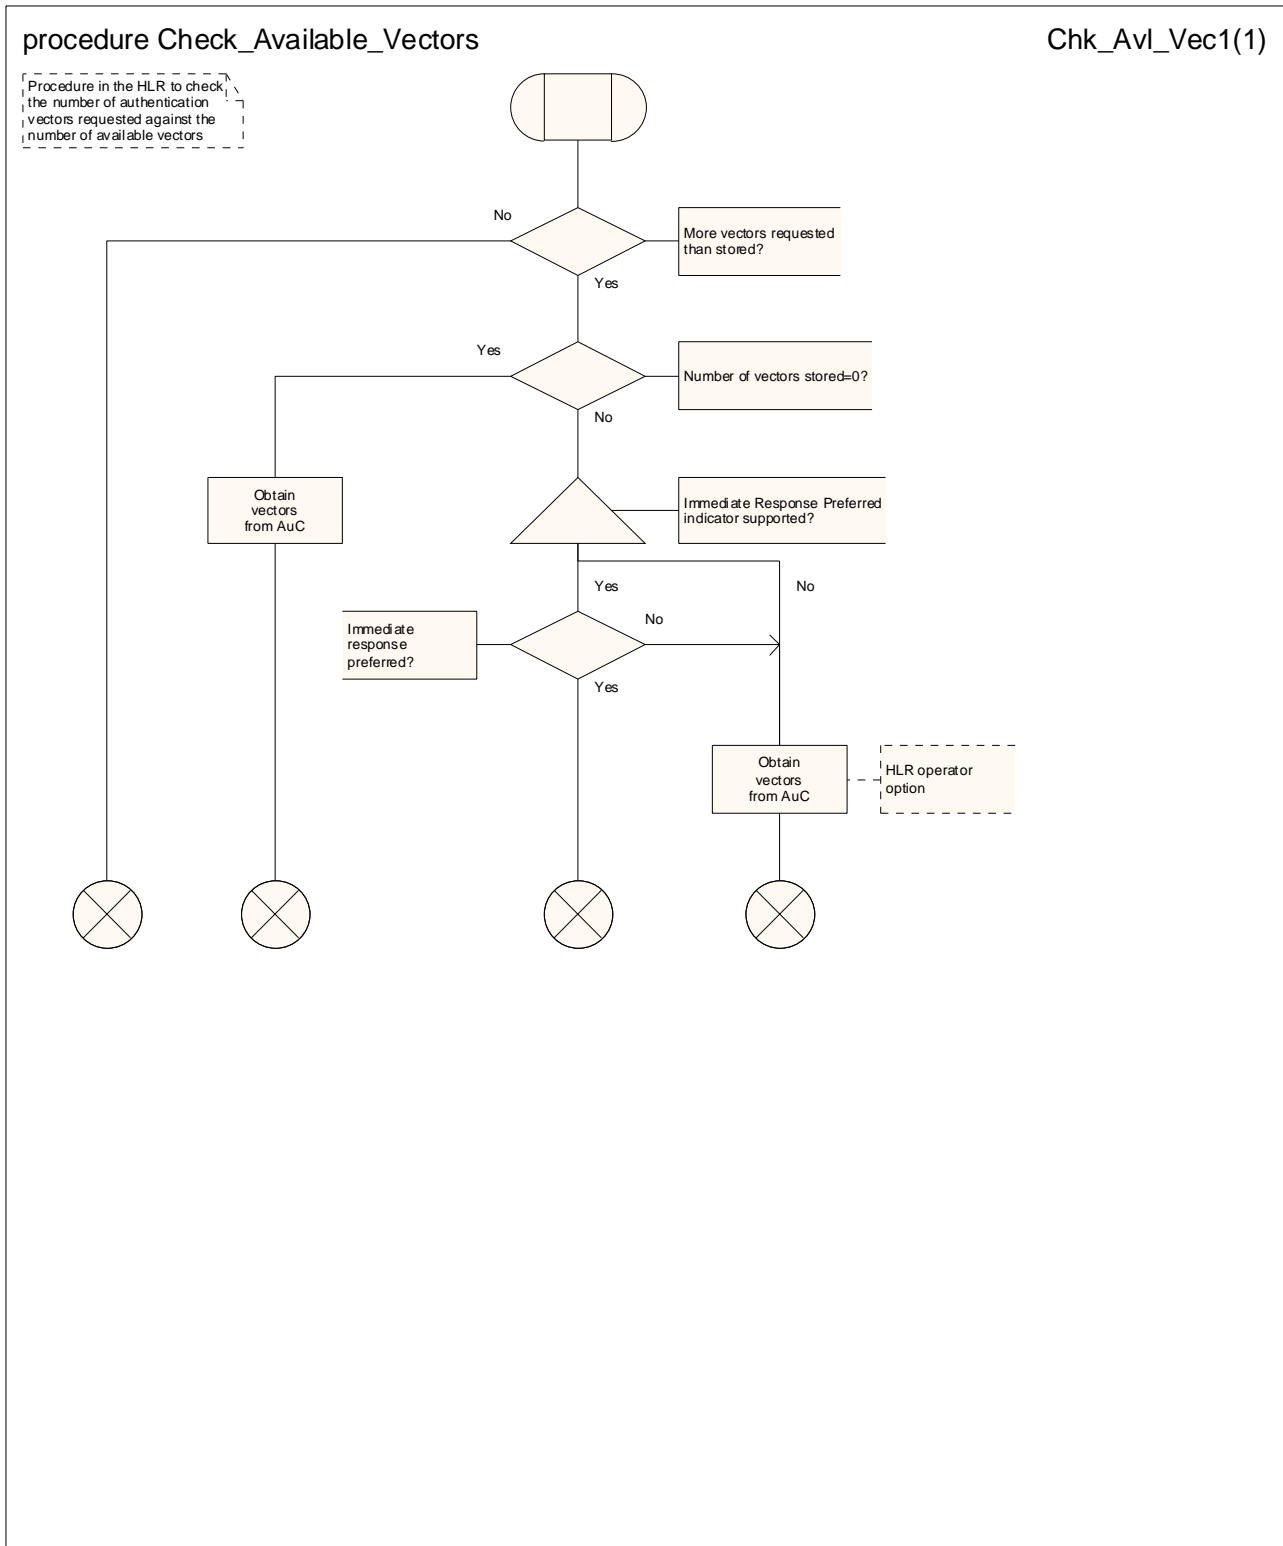 procedure Check_Available_Vectors
Chk_Avl_Vec1(1)
Procedure in the HLR to check
the number of authentication
vectors requested against the
number of available vectors
No
More vectors requested
than stored?
Yes
Yes
Number of vectors stored=0?
No
Obtain
vectors
from AuC
Immediate Response Preferred
indicator supported?
Yes
No
Immediate
response
preferred?
No
Yes
Obtain
vectors
from AuC
HLR operator
option